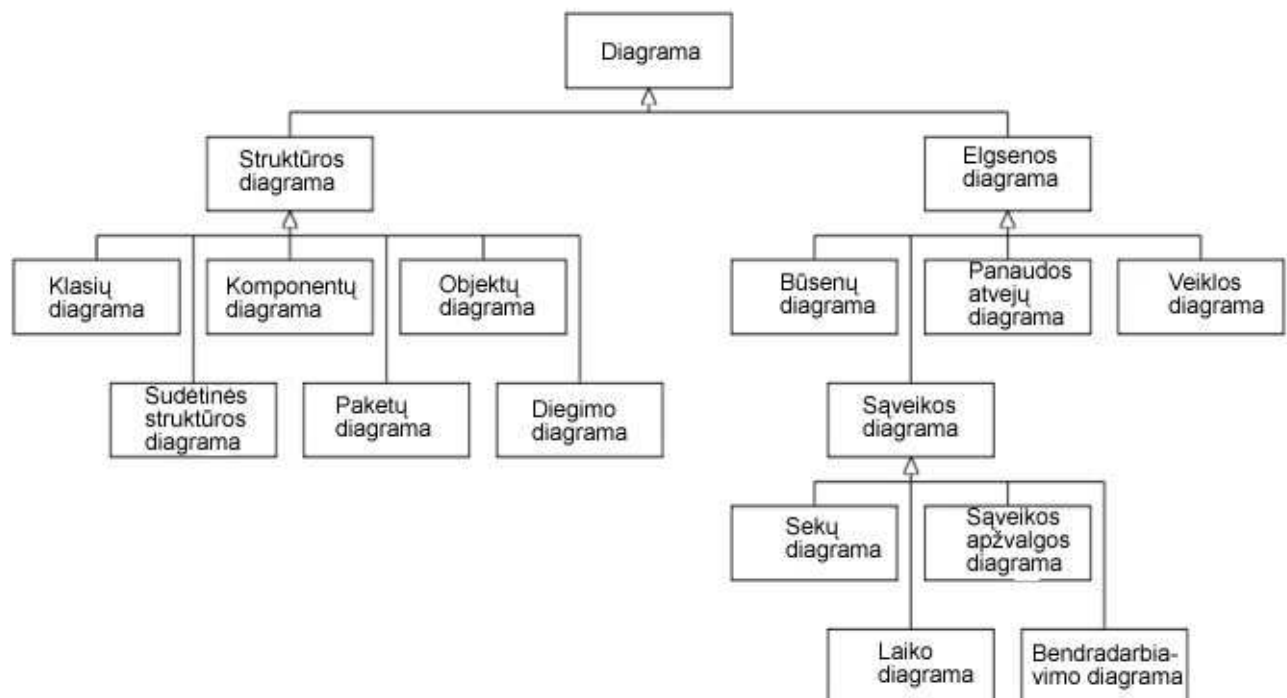 Diagrama
Struktūros
diagrama
Elgsenos
diagrama
Klasių
diagrama
Komponentų
diagrama
Objektų
diagrama
Būsenų
diagrama
Panaudos
atvejų
diagrama
Veiklos
diagrama
Sudėtinės
struktūros
diagrama
Paketų
diagrama
Diegimo
diagrama
Sąveikos
diagrama
Sekų
diagrama
Sąveikos
apžvalgos
diagrama
Laiko
diagrama
Bendradarbia-
vimo diagrama